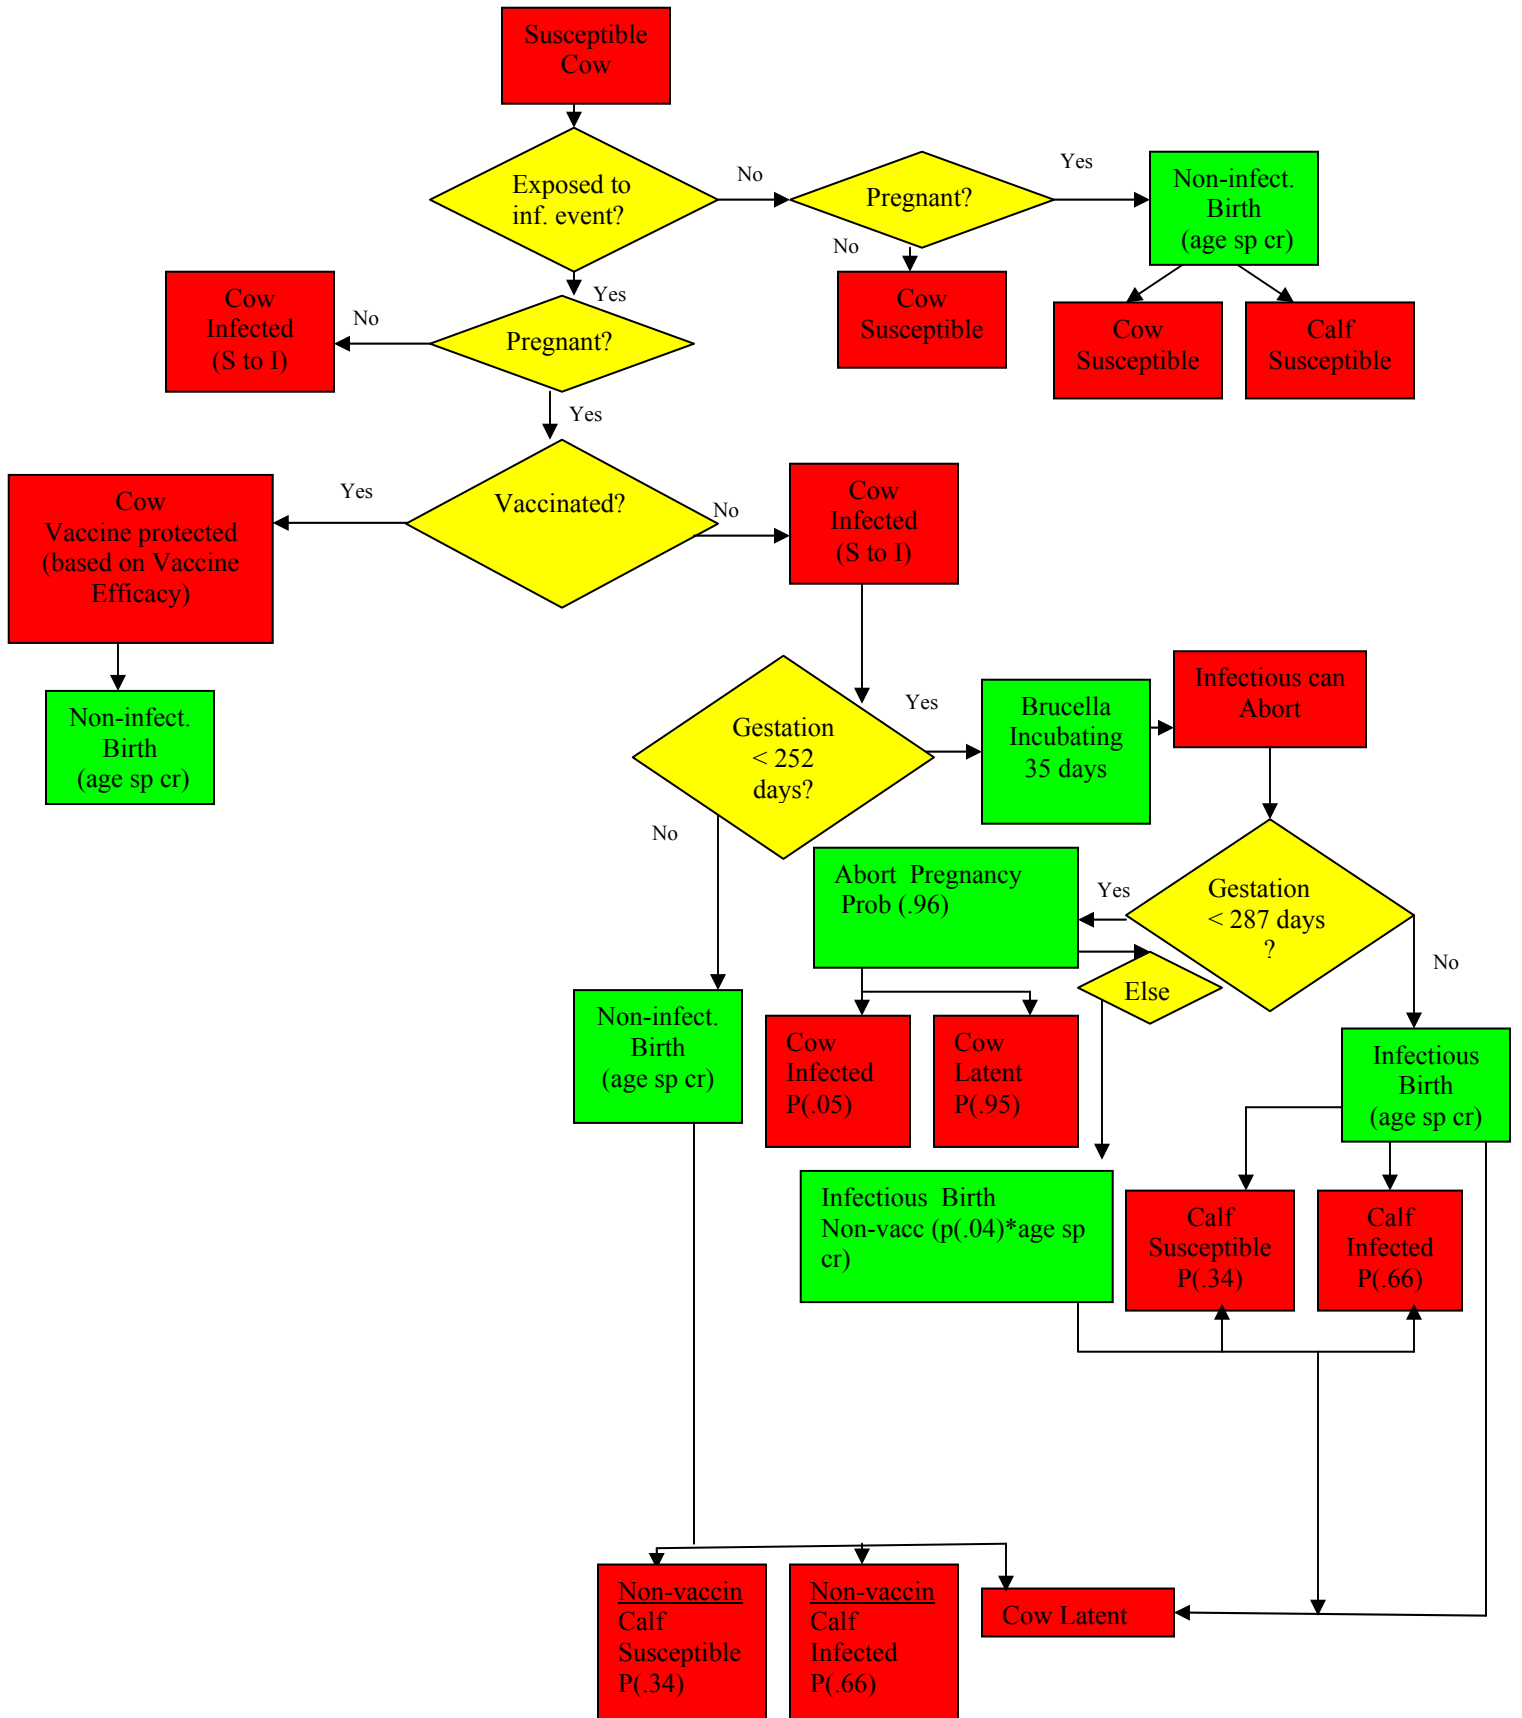 Susceptible
Cow
Exposed to
inf. event?
No
Pregnant?
Yes
Non-infect.
Birth
(age sp cr)
No
Cow
Susceptible
Cow
Susceptible
Calf
Susceptible
Yes
Cow
Infected
(S to I)
No
Pregnant?
Yes
Cow
Vaccine protected
(based on Vaccine
Efficacy)
Yes
Vaccinated?
No
Cow
Infected
(S to I)
Non-infect.
Birth
(age sp cr)
Gestation
< 252
days?
Yes
Brucella
Incubating
35 days
Infectious can
Abort
No
Abort Pregnancy
Prob (.96)
Yes
Gestation
< 287 days
?
No
Else
Non-infect.
Birth
(age sp cr)
Cow
Infected
P(.05)
Cow
Latent
P(.95)
Infectious
Birth
(age sp cr)
Infectious Birth
Non-vacc (p(.04)*age sp
cr)
Calf
Susceptible
P(.34)
Calf
Infected
P(.66)
Non-vaccin
Calf
Susceptible
P(.34)
Non-vaccin
Calf
Infected
P(.66)
Cow Latent